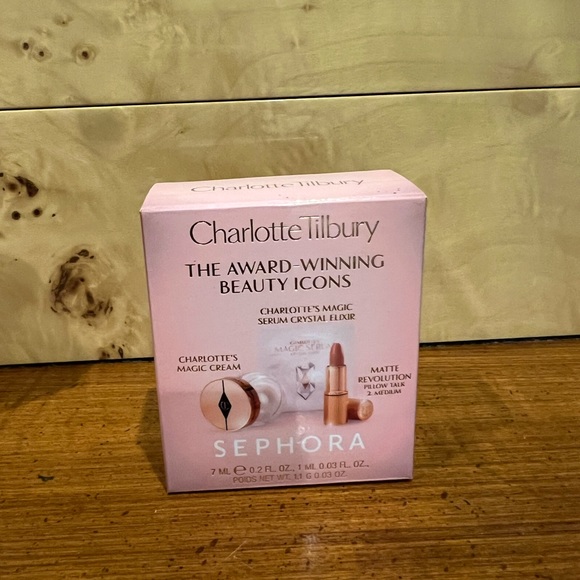 Charlotte Tilbury
Charlotte Tilbury
THE AWARD-WINNING
BEAUTY ICONS
CHARLOTTE'S MAGIC
SERUM CRYSTAL ELIXIR
CHARLOTTE'S
MAGIC CREAM
MAGIC SERUM
MATTE
REVOLUTION
PILLOW TALK
2. MEDIUM
SEPHORA
7 ML ℮ 0.2 FL. OZ., 1 ML 0.03 FL. OZ.,
POIDS NET WT. 1.1 G 0.03 OZ.